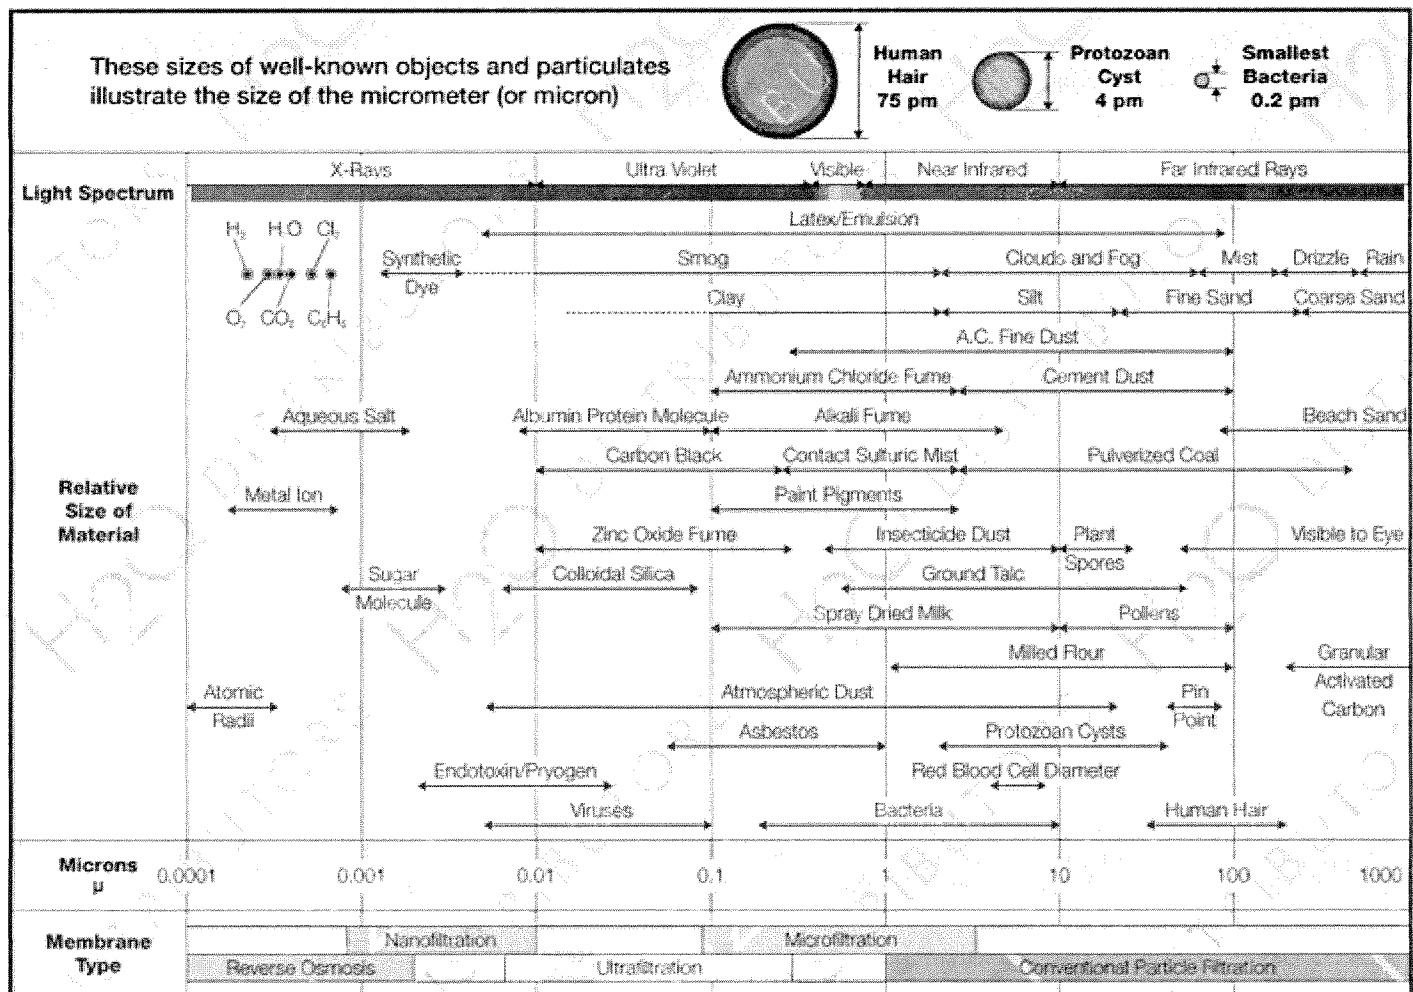 These sizes of well-known objects and particulates
illustrate the size of the micrometer (or micron)
Human
Hair
75 pm
Protozoan
Cyst
4 pm
Smallest
Bacteria
0.2 pm
Light Spectrum
X-Rays
Ultra Violet
Visible
Near Infrared
Far Infrared Rays
Latex/Emulsion
H₂ H₂O Cl₂
O₂ CO₂ C₆H₆
Synthetic
Dye
Smog
Clouds and Fog
Mist
Drizzle
Rain
Clay
Silt
Fine Sand
Coarse Sand
A.C. Fine Dust
Ammonium Chloride Fume
Cement Dust
Aqueous Salt
Albumin Protein Molecule
Alkali Fume
Beach Sand
Carbon Black
Contact Sulfuric Mist
Pulverized Coal
Relative
Size of
Material
Metal Ion
Paint Pigments
Zinc Oxide Fume
Insecticide Dust
Plant
Spores
Visible to Eye
Sugar
Molecule
Colloidal Silica
Ground Talc
Spray Dried Milk
Pollens
Milled Flour
Granular
Activated
Carbon
Atomic
Radii
Atmospheric Dust
Pin
Point
Asbestos
Protozoan Cysts
Endotoxin/Pryogen
Red Blood Cell Diameter
Viruses
Bacteria
Human Hair
Microns
µ
0.0001 0.001 0.01 0.1 1 10 100 1000
Membrane
Type
Nanofiltration
Microfiltration
Reverse Osmosis
Ultrafiltration
Conventional Particle Filtration